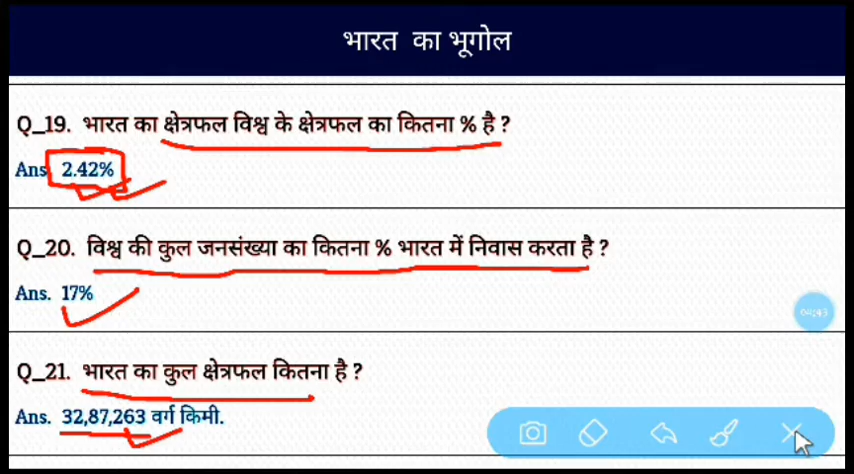 भारत का भूगोल
Q_19. भारत का क्षेत्रफल विश्व के क्षेत्रफल का कितना % है ?
Ans 2.42%
Q_20. विश्व की कुल जनसंख्या का कितना % भारत में निवास करता है ?
Ans. 17%
Q_21. भारत का कुल क्षेत्रफल कितना है ?
Ans. 32,87,263 वर्ग किमी.